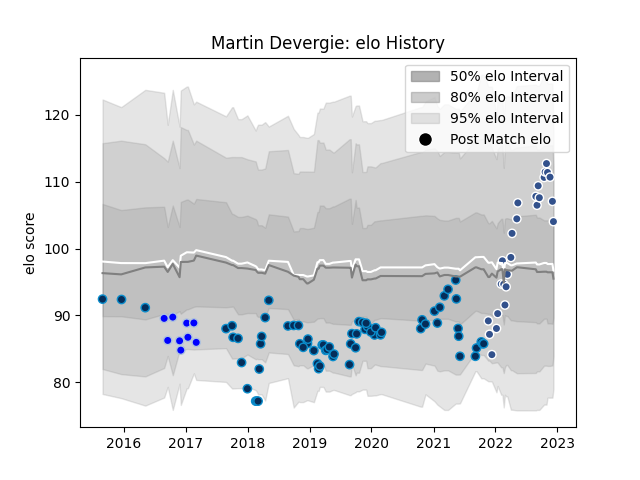 Martin Devergie: elo History
50% elo Interval
80% elo Interval
95% elo Interval
Post Match elo
elo score
120
110
100
90
80
2016 2017 2018 2019 2020 2021 2022 2023